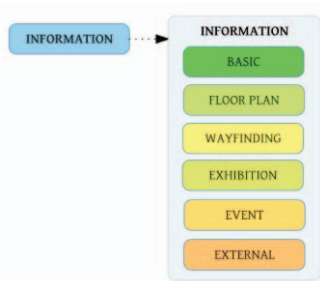 INFORMATION
INFORMATION
BASIC
FLOOR PLAN
WAYFINDING
EXHIBITION
EVENT
EXTERNAL